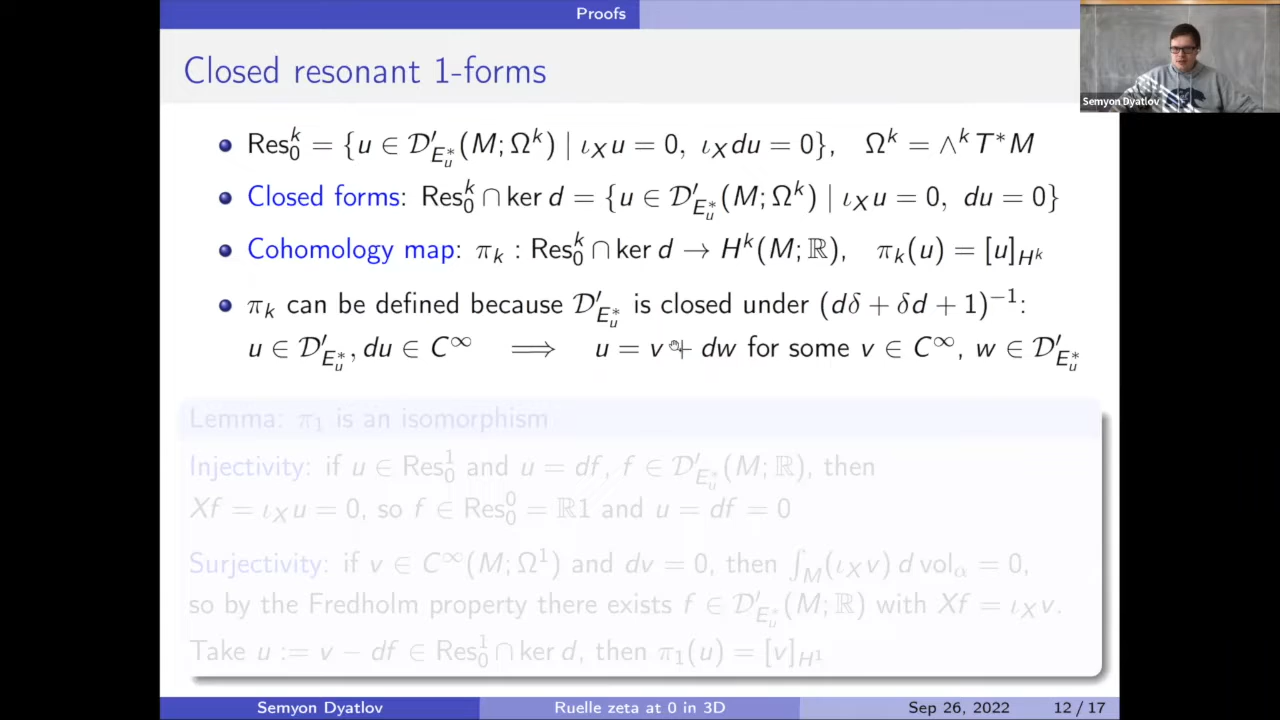 Proofs
Closed resonant 1-forms
Semyon Dyatlov
Res₀ᵏ = {u ∈ 𝒟′_{E_u^*}(M; Ωᵏ) | ι_X u = 0, ι_X du = 0}, Ωᵏ = ∧ᵏT*M
Closed forms: Res₀ᵏ ∩ ker d = {u ∈ 𝒟′_{E_u^*}(M; Ωᵏ) | ι_X u = 0, du = 0}
Cohomology map: π_k : Res₀ᵏ ∩ ker d → Hᵏ(M; ℝ), π_k(u) = [u]_{Hᵏ}
π_k can be defined because 𝒟′_{E_u^*} is closed under (dδ + δd + 1)⁻¹:
u ∈ 𝒟′_{E_u^*}, du ∈ C^∞ ⟹ u = v + dw for some v ∈ C^∞, w ∈ 𝒟′_{E_u^*}
Lemma: π₁ is an isomorphism
Injectivity: if u ∈ Res₀¹ and u = df, f ∈ 𝒟′_{E_u^*}(M; ℝ), then
Xf = ι_X u = 0, so f ∈ Res₀⁰ = ℝ1 and u = df = 0
Surjectivity: if v ∈ C^∞(M; Ω¹) and dv = 0, then ∫_M(ι_X v) d vol_α = 0,
so by the Fredholm property there exists f ∈ 𝒟′_{E_u^*}(M; ℝ) with Xf = ι_X v.
Take u := v − df ∈ Res₀¹ ∩ ker d, then π₁(u) = [v]_{H¹}
Semyon Dyatlov
Ruelle zeta at 0 in 3D
Sep 26, 2022
12 / 17